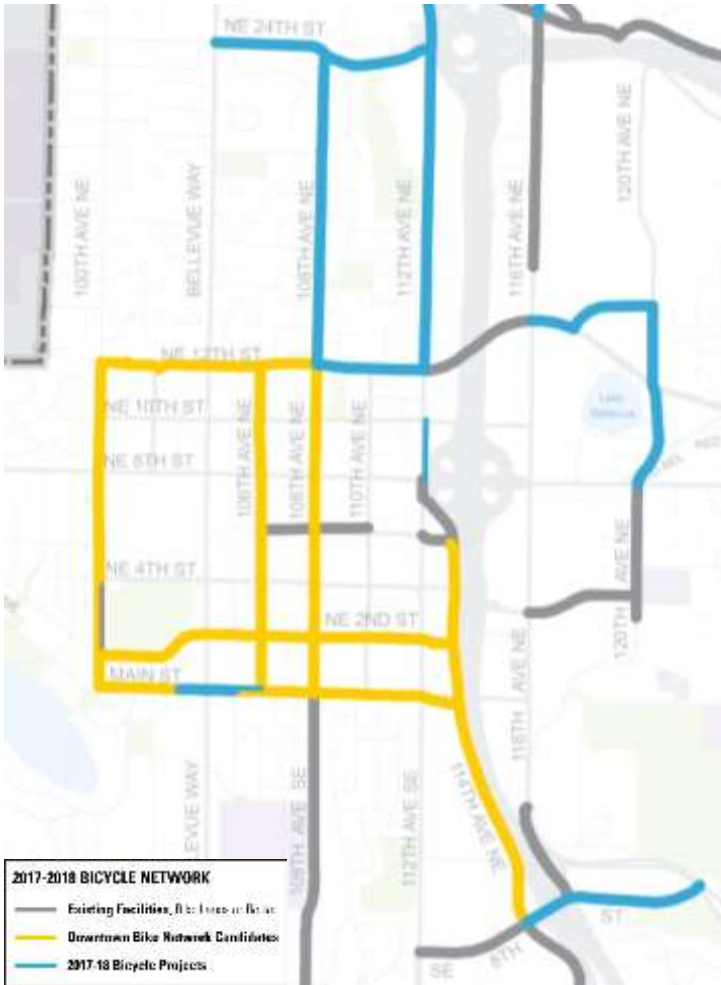 NE 24TH ST
100TH AVE NE
BELLEVUE WAY
108TH AVE NE
112TH AVE NE
116TH AVE NE
120TH AVE NE
NE 12TH ST
NE 10TH ST
NE 8TH ST
106TH AVE NE
108TH AVE NE
110TH AVE NE
Lake
Bellevue
NE 4TH ST
NE 2ND ST
MAIN ST
120TH AVE NE
116TH AVE NE
LEVUE WAY
108TH AVE SE
112TH AVE SE
114TH AVE NE
SE 8TH ST
2017-2018 BICYCLE NETWORK
Existing Facilities,
Downtown Bike Network Candidates
2017-18 Bicycle Projects